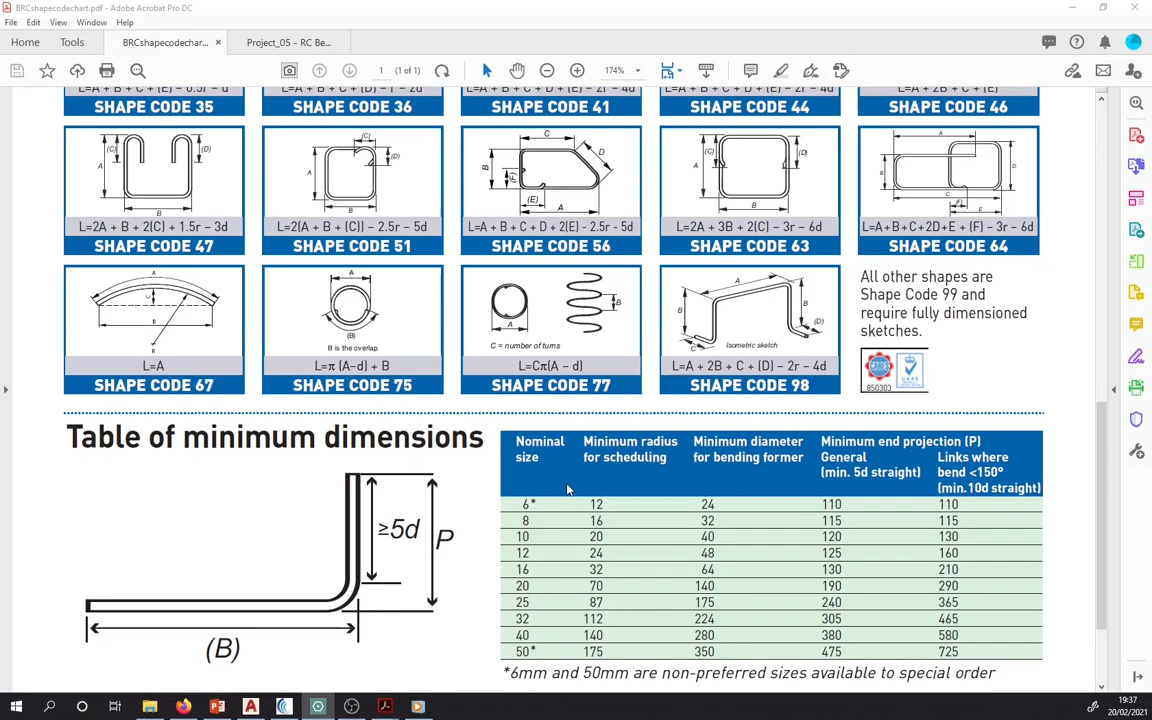 BRCshapecodechart.pdf - Adobe Acrobat Pro DC
File Edit View Window Help
Home Tools BRCshapecodechar... × Project_05 - RC Be...
1 (1 of 1) 174%
SHAPE CODE 35 SHAPE CODE 36 SHAPE CODE 41 SHAPE CODE 44 SHAPE CODE 46
(C) A (D) B
(C) A (D) B
C D B (F) (E) A
(C) A (D) B
A B D C (F) E
L=2A + B + 2(C) + 1.5r − 3d L=2(A + B + (C)) − 2.5r − 5d L=A + B + C + D + 2(E) - 2.5r - 5d L=2A + 3B + 2(C) − 3r − 6d L=A+B+C+2D+E + (F) − 3r − 6d
SHAPE CODE 47 SHAPE CODE 51 SHAPE CODE 56 SHAPE CODE 63 SHAPE CODE 64
A C B R
A (B)
B is the overlap
A B
C = number of turns
A B B C (D)
Isometric sketch
L=A L=π (A-d) + B L=Cπ(A − d) L=A + 2B + C + (D) − 2r − 4d
SHAPE CODE 67 SHAPE CODE 75 SHAPE CODE 77 SHAPE CODE 98
All other shapes are
Shape Code 99 and
require fully dimensioned
sketches.
CARES UKAS
850303
Table of minimum dimensions
≥5d P
(B)
Nominal Minimum radius Minimum diameter Minimum end projection (P)
size for scheduling for bending former General Links where
(min. 5d straight) bend <150°
(min.10d straight)
6* 12 24 110 110
8 16 32 115 115
10 20 40 120 130
12 24 48 125 160
16 32 64 130 210
20 70 140 190 290
25 87 175 240 365
32 112 224 305 465
40 140 280 380 580
50* 175 350 475 725
*6mm and 50mm are non-preferred sizes available to special order
19:37
20/02/2021